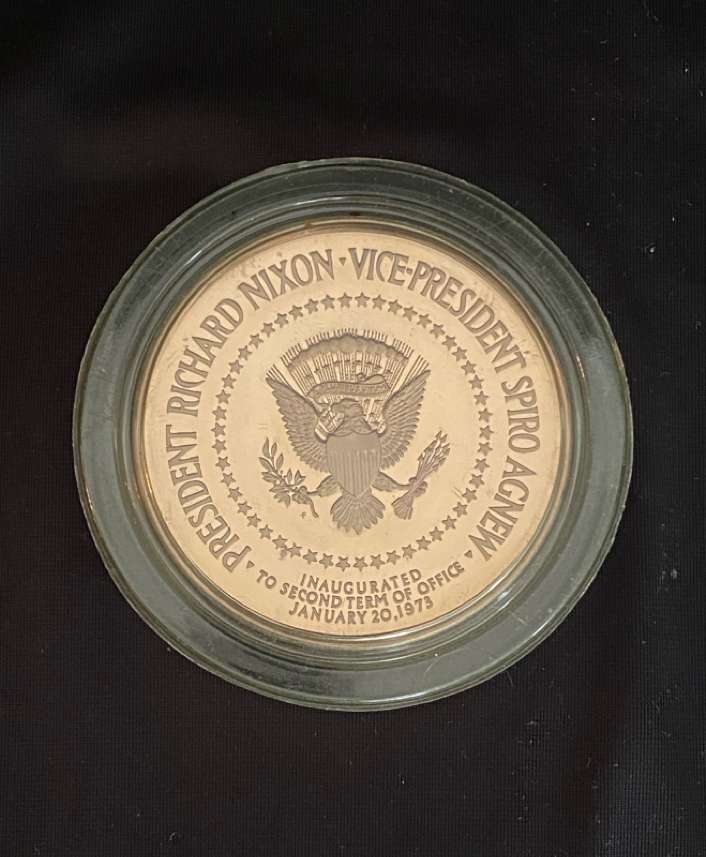 PRESIDENT RICHARD NIXON · VICE-PRESIDENT SPIRO AGNEW
INAUGURATED
TO SECOND TERM OF OFFICE
JANUARY 20, 1973